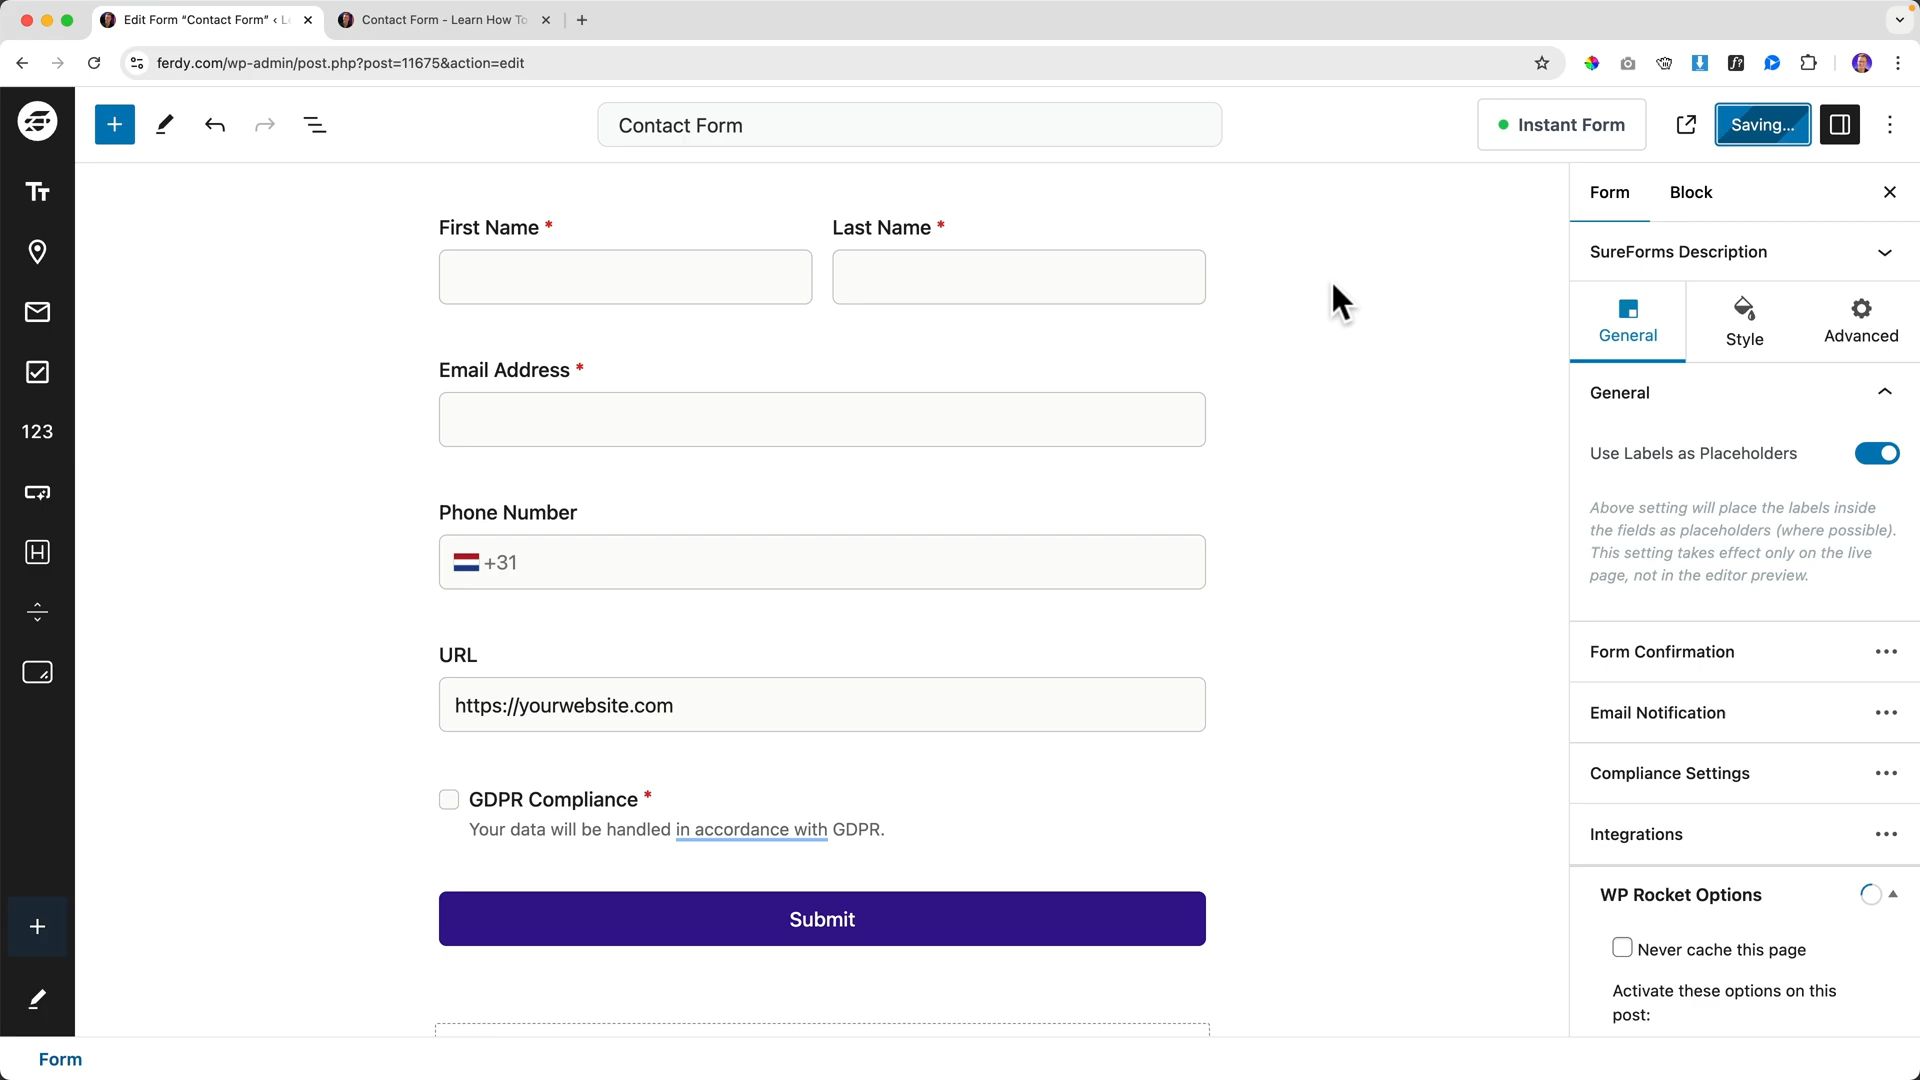 Edit Form “Contact Form” ‹ Le
Contact Form - Learn How To
ferdy.com/wp-admin/post.php?post=11675&action=edit
Contact Form
Instant Form
Saving...
Tт
123
H
First Name *
Last Name *
Email Address *
Phone Number
+31
URL
https://yourwebsite.com
GDPR Compliance *
Your data will be handled in accordance with GDPR.
Submit
Form
Block
SureForms Description
General
Style
Advanced
General
Use Labels as Placeholders
Above setting will place the labels inside
the fields as placeholders (where possible).
This setting takes effect only on the live
page, not in the editor preview.
Form Confirmation
Email Notification
Compliance Settings
Integrations
WP Rocket Options
Never cache this page
Activate these options on this
post:
Form